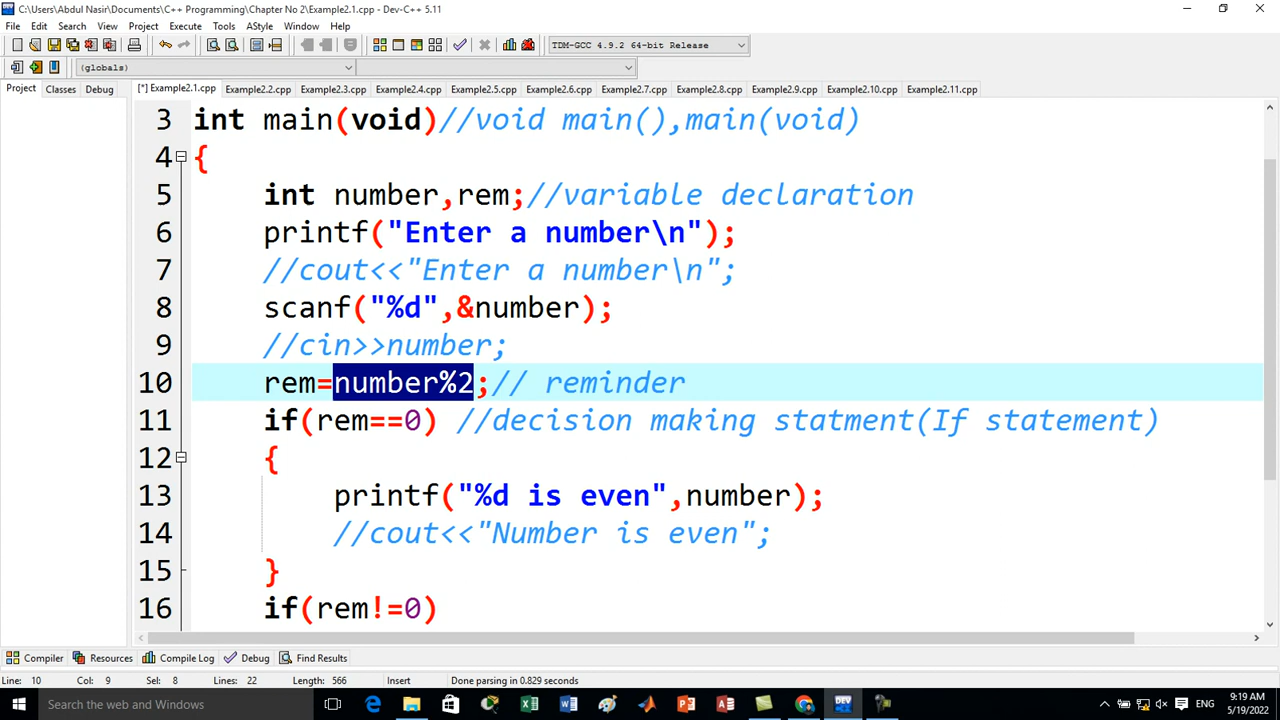 C:\Users\Abdul Nasir\Documents\C++ Programming\Chapter No 2\Example2.1.cpp - Dev-C++ 5.11
File Edit Search View Project Execute Tools AStyle Window Help
TDM-GCC 4.9.2 64-bit Release
(globals)
Project Classes Debug [*] Example2.1.cpp Example2.2.cpp Example2.3.cpp Example2.4.cpp Example2.5.cpp Example2.6.cpp Example2.7.cpp Example2.8.cpp Example2.9.cpp Example2.10.cpp Example2.11.cpp
3 int main(void)//void main(),main(void)
4 {
5 int number,rem;//variable declaration
6 printf("Enter a number\n");
7 //cout<<"Enter a number\n";
8 scanf("%d",&number);
9 //cin>>number;
10 rem=number%2;// reminder
11 if(rem==0) //decision making statment(If statement)
12 {
13 printf("%d is even",number);
14 //cout<<"Number is even";
15 }
16 if(rem!=0)
Compiler Resources Compile Log Debug Find Results
Line: 10 Col: 9 Sel: 8 Lines: 22 Length: 566 Insert Done parsing in 0.829 seconds
Search the web and Windows
DEV
ENG
9:19 AM
5/19/2022